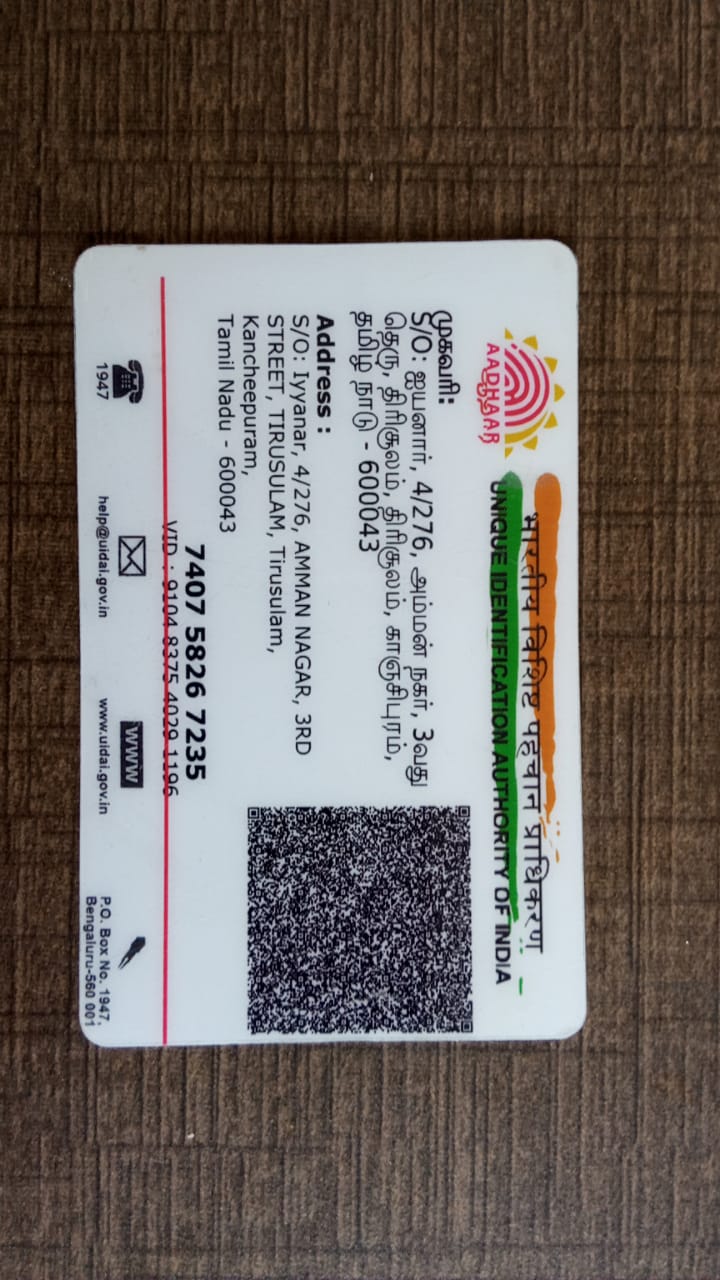 भारतीय विशिष्ट पहचान प्राधिकरण
UNIQUE IDENTIFICATION AUTHORITY OF INDIA
AADHAAR
ஆதார்
முகவரி:
S/O: ஐயனார், 4/276, அம்மன் நகர், 3வது
தெரு, திரிசூலம், திரிசூலம், காஞ்சிபுரம்,
தமிழ் நாடு - 600043
Address :
S/O: Iyyanar, 4/276, AMMAN NAGAR, 3RD
STREET, TIRUSULAM, Tirusulam,
Kancheepuram,
Tamil Nadu - 600043
7407 5826 7235
VID : 9104 8375 4029 1196
1947
help@uidai.gov.in
WWW
www.uidai.gov.in
P.O. Box No. 1947,
Bengaluru-560 001